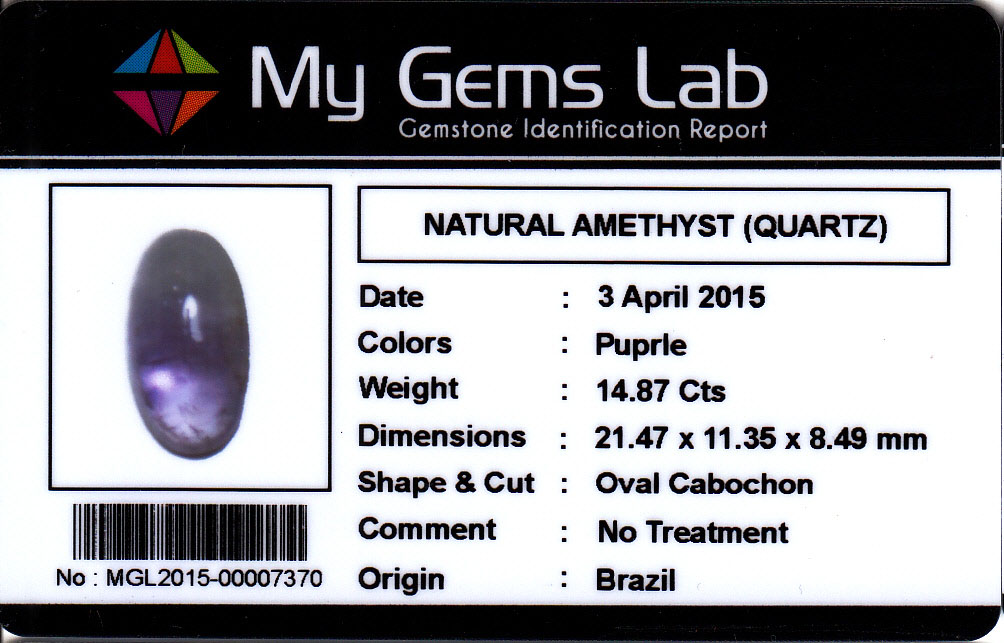 My Gems Lab
Gemstone Identification Report
NATURAL AMETHYST (QUARTZ)
Date : 3 April 2015
Colors : Puprle
Weight : 14.87 Cts
Dimensions : 21.47 x 11.35 x 8.49 mm
Shape & Cut : Oval Cabochon
Comment : No Treatment
Origin : Brazil
No : MGL2015-00007370